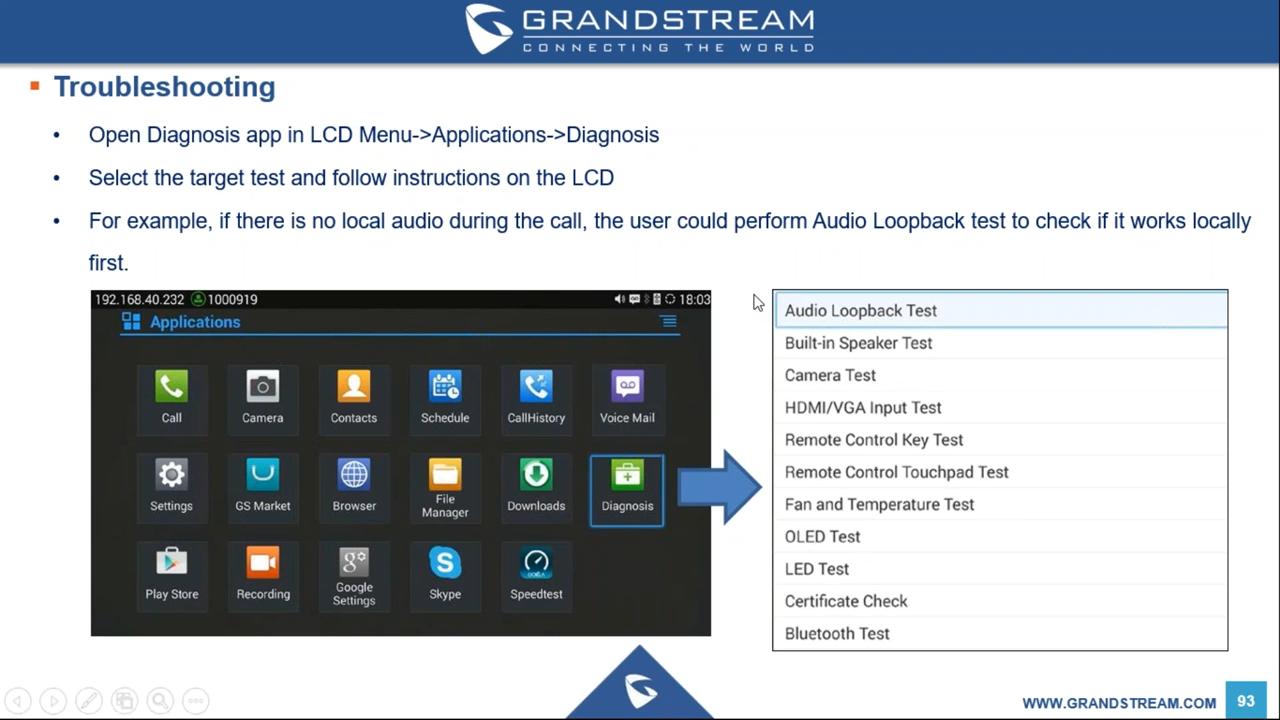 GRANDSTREAM
CONNECTING THE WORLD
Troubleshooting
• Open Diagnosis app in LCD Menu->Applications->Diagnosis
• Select the target test and follow instructions on the LCD
• For example, if there is no local audio during the call, the user could perform Audio Loopback test to check if it works locally
first.
192.168.40.232 1000919 18:03
Applications
Call Camera Contacts Schedule CallHistory Voice Mail
Settings GS Market Browser File Manager Downloads Diagnosis
Play Store Recording Google Settings Skype Speedtest
Audio Loopback Test
Built-in Speaker Test
Camera Test
HDMI/VGA Input Test
Remote Control Key Test
Remote Control Touchpad Test
Fan and Temperature Test
OLED Test
LED Test
Certificate Check
Bluetooth Test
WWW.GRANDSTREAM.COM 93